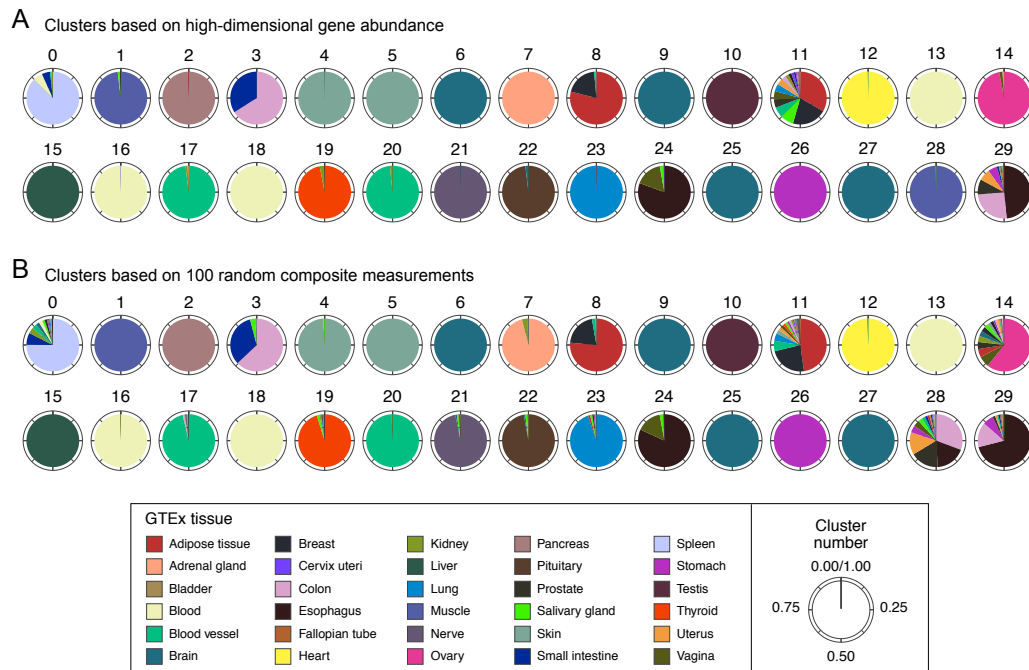 A Clusters based on high-dimensional gene abundance
0 1 2 3 4 5 6 7 8 9 10 11 12 13 14
15 16 17 18 19 20 21 22 23 24 25 26 27 28 29
B Clusters based on 100 random composite measurements
0 1 2 3 4 5 6 7 8 9 10 11 12 13 14
15 16 17 18 19 20 21 22 23 24 25 26 27 28 29
GTEx tissue
Adipose tissue Breast Kidney Pancreas Spleen
Adrenal gland Cervix uteri Liver Pituitary Stomach
Bladder Colon Lung Prostate Testis
Blood Esophagus Muscle Salivary gland Thyroid
Blood vessel Fallopian tube Nerve Skin Uterus
Brain Heart Ovary Small intestine Vagina
Cluster
number
0.00/1.00
0.75 0.25
0.50